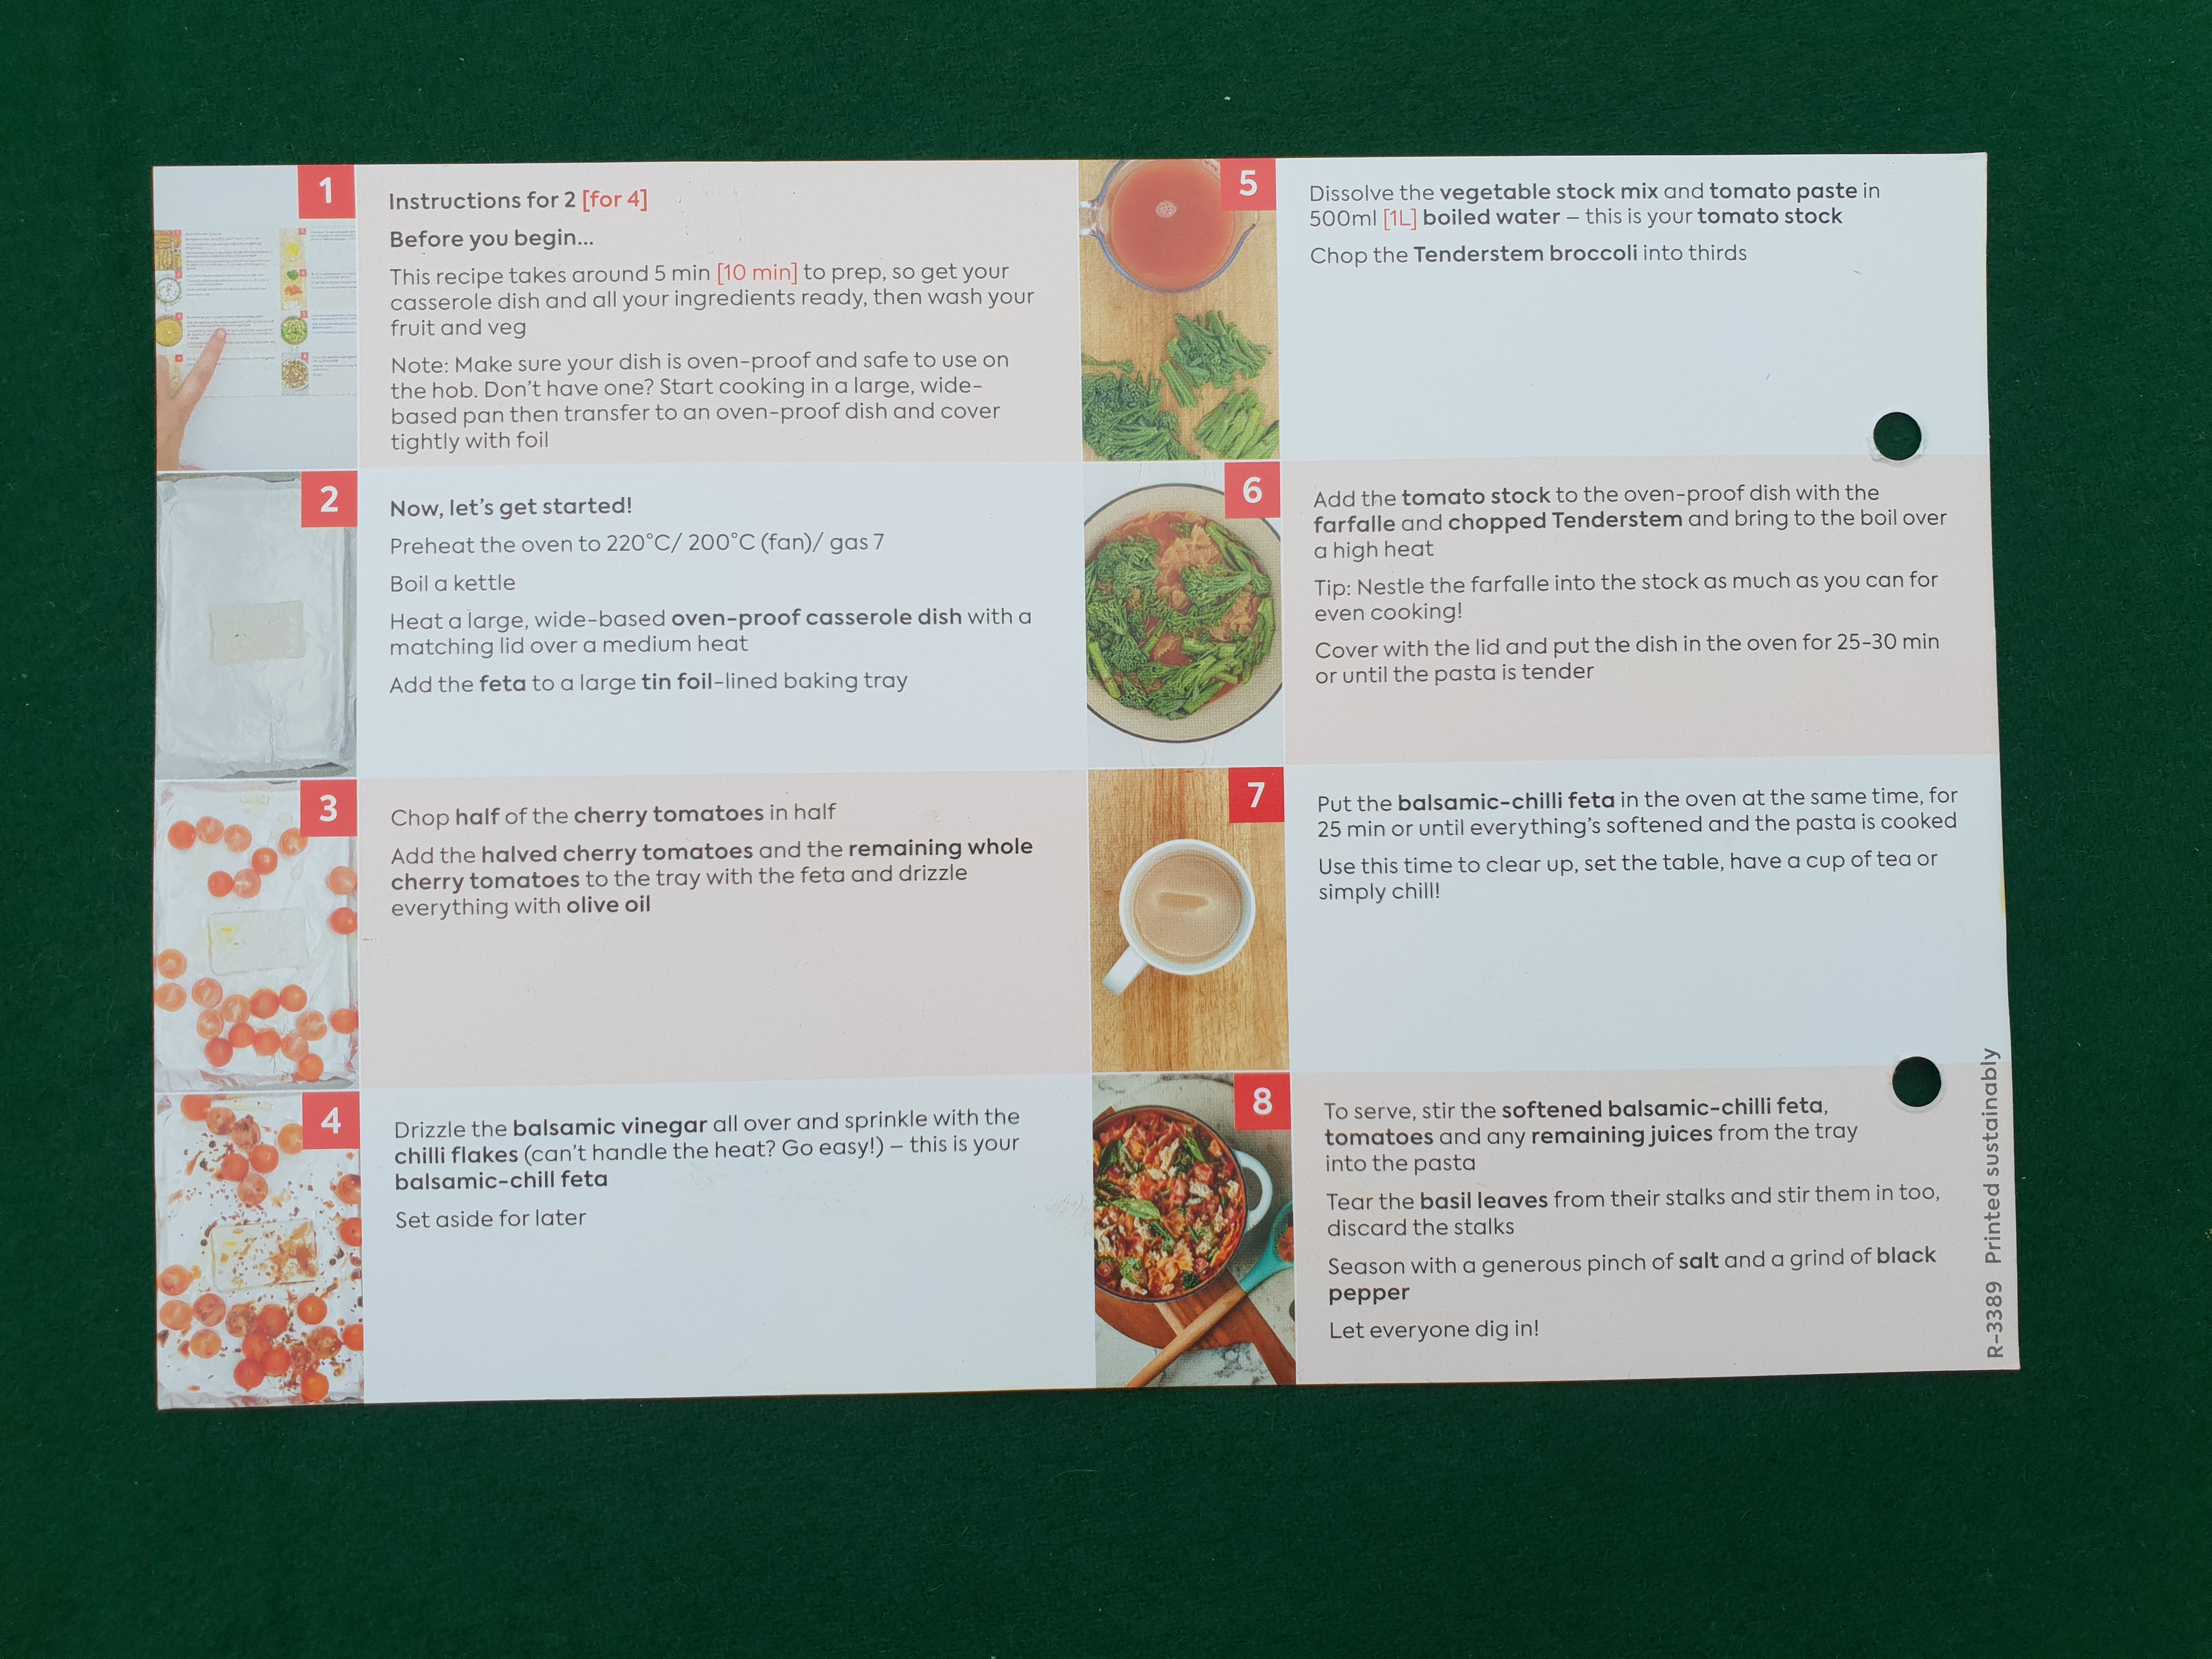 1
Instructions for 2 [for 4]
Before you begin...
This recipe takes around 5 min [10 min] to prep, so get your
casserole dish and all your ingredients ready, then wash your
fruit and veg
Note: Make sure your dish is oven-proof and safe to use on
the hob. Don't have one? Start cooking in a large, wide-
based pan then transfer to an oven-proof dish and cover
tightly with foil
2
Now, let's get started!
Preheat the oven to 220°C/ 200°C (fan)/ gas 7
Boil a kettle
Heat a large, wide-based oven-proof casserole dish with a
matching lid over a medium heat
Add the feta to a large tin foil-lined baking tray
3
Chop half of the cherry tomatoes in half
Add the halved cherry tomatoes and the remaining whole
cherry tomatoes to the tray with the feta and drizzle
everything with olive oil
4
Drizzle the balsamic vinegar all over and sprinkle with the
chilli flakes (can't handle the heat? Go easy!) – this is your
balsamic-chill feta
Set aside for later
5
Dissolve the vegetable stock mix and tomato paste in
500ml [1L] boiled water – this is your tomato stock
Chop the Tenderstem broccoli into thirds
6
Add the tomato stock to the oven-proof dish with the
farfalle and chopped Tenderstem and bring to the boil over
a high heat
Tip: Nestle the farfalle into the stock as much as you can for
even cooking!
Cover with the lid and put the dish in the oven for 25-30 min
or until the pasta is tender
7
Put the balsamic-chilli feta in the oven at the same time, for
25 min or until everything's softened and the pasta is cooked
Use this time to clear up, set the table, have a cup of tea or
simply chill!
8
To serve, stir the softened balsamic-chilli feta,
tomatoes and any remaining juices from the tray
into the pasta
Tear the basil leaves from their stalks and stir them in too,
discard the stalks
Season with a generous pinch of salt and a grind of black
pepper
Let everyone dig in!
R-3389 Printed sustainably